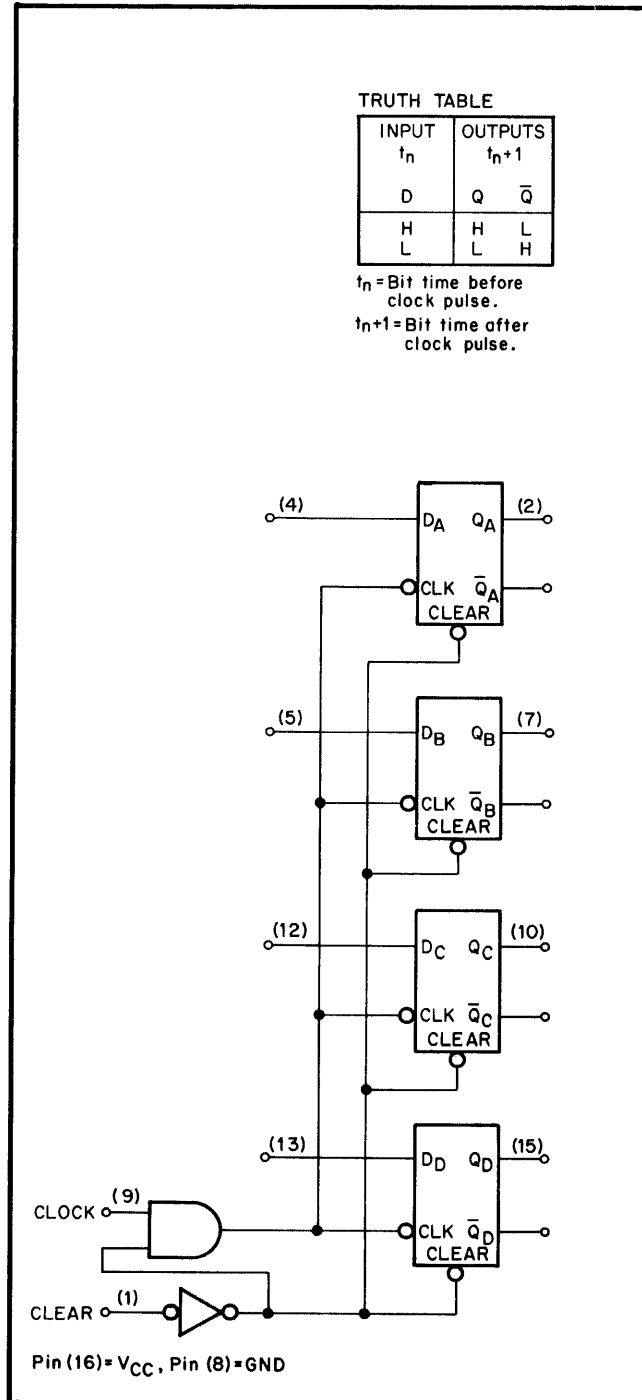 TRUTH TABLE
INPUT OUTPUTS
tn tn+1
D Q Q̅
H H L
L L H
tn = Bit time before
clock pulse.
tn+1 = Bit time after
clock pulse.
(4) DA QA (2)
CLK Q̅A
CLEAR
(5) DB QB (7)
CLK Q̅B
CLEAR
(12) DC QC (10)
CLK Q̅C
CLEAR
(13) DD QD (15)
CLOCK (9)
CLK Q̅D
CLEAR
CLEAR (1)
Pin (16) = VCC, Pin (8) = GND